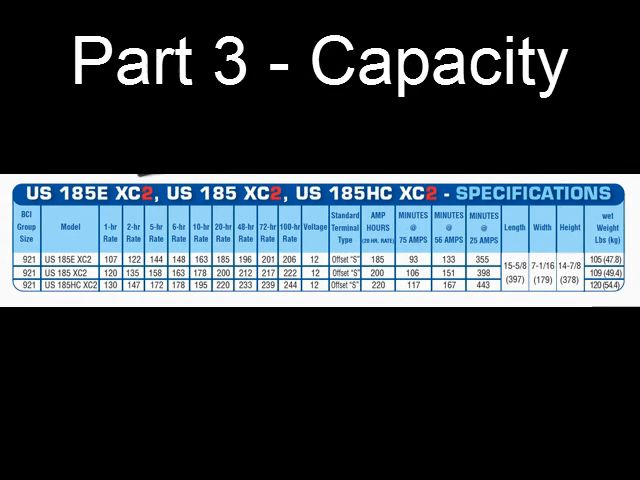 Part 3 - Capacity
US 185E XC2, US 185 XC2, US 185HC XC2 - SPECIFICATIONS
BCI Group Size Model 1-hr Rate 2-hr Rate 5-hr Rate 6-hr Rate 10-hr Rate 20-hr Rate 48-hr Rate 72-hr Rate 100-hr Rate Voltage Standard Terminal Type AMP HOURS (20 HR. RATE) MINUTES @ 75 AMPS MINUTES @ 56 AMPS MINUTES @ 25 AMPS Length Width Height wet Weight Lbs (kg)
921 US 185E XC2 107 122 144 148 163 185 196 201 206 12 Offset "S" 185 93 133 355 105 (47.8)
921 US 185 XC2 120 135 158 163 178 200 212 217 222 12 Offset "S" 200 106 151 398 15-5/8 (397) 7-1/16 (179) 14-7/8 (378) 109 (49.4)
921 US 185HC XC2 130 147 172 178 195 220 233 239 244 12 Offset "S" 220 117 167 443 120 (54.4)